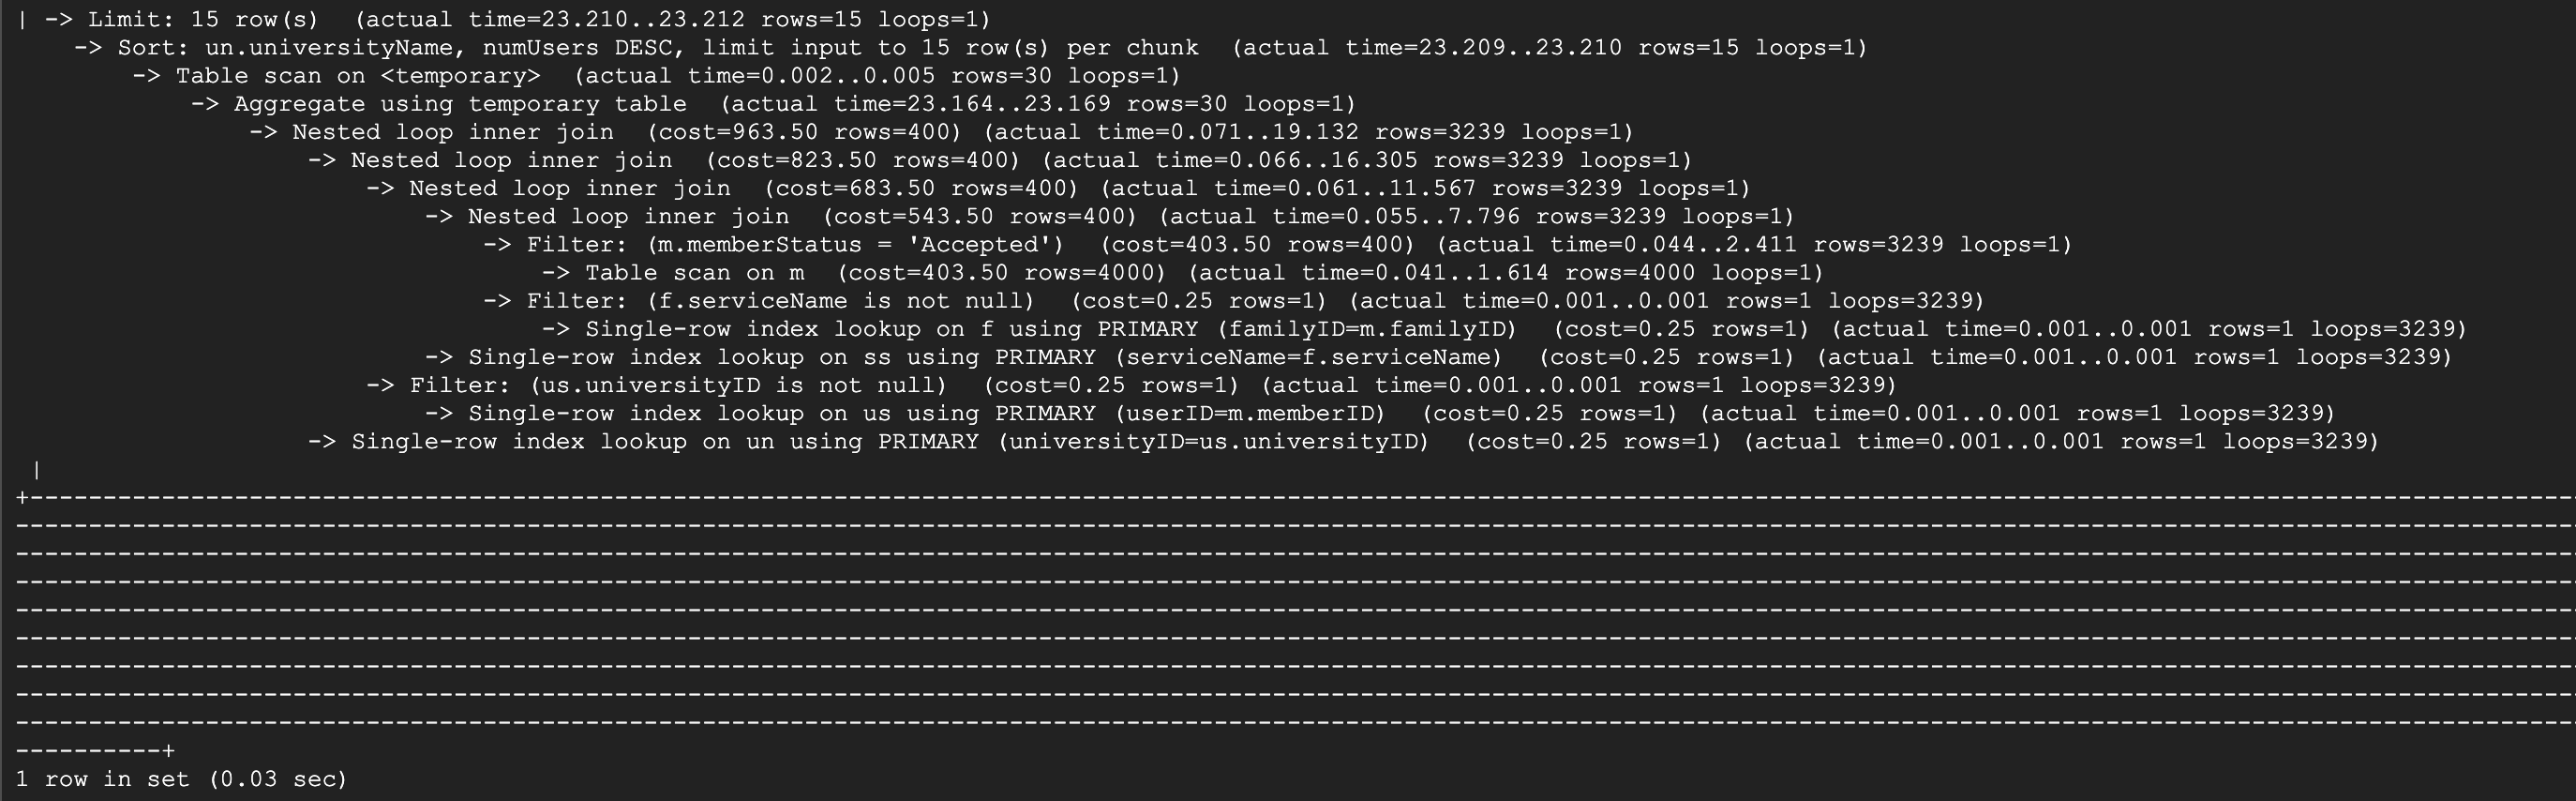 | -> Limit: 15 row(s)  (actual time=23.210..23.212 rows=15 loops=1)
    -> Sort: un.universityName, numUsers DESC, limit input to 15 row(s) per chunk  (actual time=23.209..23.210 rows=15 loops=1)
        -> Table scan on <temporary>  (actual time=0.002..0.005 rows=30 loops=1)
            -> Aggregate using temporary table  (actual time=23.164..23.169 rows=30 loops=1)
                -> Nested loop inner join  (cost=963.50 rows=400) (actual time=0.071..19.132 rows=3239 loops=1)
                    -> Nested loop inner join  (cost=823.50 rows=400) (actual time=0.066..16.305 rows=3239 loops=1)
                        -> Nested loop inner join  (cost=683.50 rows=400) (actual time=0.061..11.567 rows=3239 loops=1)
                            -> Nested loop inner join  (cost=543.50 rows=400) (actual time=0.055..7.796 rows=3239 loops=1)
                                -> Filter: (m.memberStatus = 'Accepted')  (cost=403.50 rows=400) (actual time=0.044..2.411 rows=3239 loops=1)
                                    -> Table scan on m  (cost=403.50 rows=4000) (actual time=0.041..1.614 rows=4000 loops=1)
                                -> Filter: (f.serviceName is not null)  (cost=0.25 rows=1) (actual time=0.001..0.001 rows=1 loops=3239)
                                    -> Single-row index lookup on f using PRIMARY (familyID=m.familyID)  (cost=0.25 rows=1) (actual time=0.001..0.001 rows=1 loops=3239)
                            -> Single-row index lookup on ss using PRIMARY (serviceName=f.serviceName)  (cost=0.25 rows=1) (actual time=0.001..0.001 rows=1 loops=3239)
                        -> Filter: (us.universityID is not null)  (cost=0.25 rows=1) (actual time=0.001..0.001 rows=1 loops=3239)
                            -> Single-row index lookup on us using PRIMARY (userID=m.memberID)  (cost=0.25 rows=1) (actual time=0.001..0.001 rows=1 loops=3239)
                    -> Single-row index lookup on un using PRIMARY (universityID=us.universityID)  (cost=0.25 rows=1) (actual time=0.001..0.001 rows=1 loops=3239)
 |
1 row in set (0.03 sec)